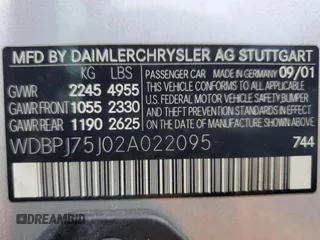 MFD BY DAIMLERCHRYSLER AG STUTTGART
KG LBS PASSENGER CAR MADE IN GERMANY 09/01
GVWR 2245 4955
GAWR FRONT 1055 2330
GAWR REAR 1190 2625
THIS VEHICLE CONFORMS TO ALL APPLICABLE
U.S. FEDERAL MOTOR VEHICLE SAFETY, BUMPER
AND THEFT PREVENTION STANDARDS IN EFFECT
ON THE DATE OF MANUFACTURE SHOWN ABOVE.
WDBPJ75J02A022095 744
DREAMBID